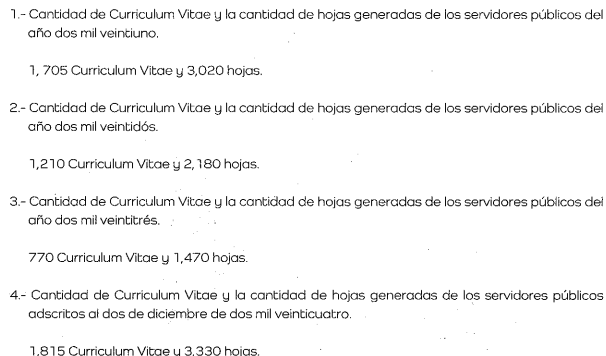 1.- Cantidad de Curriculum Vitae y la cantidad de hojas generadas de los servidores públicos del
año dos mil veintiuno.
1, 705 Curriculum Vitae y 3,020 hojas.
2.- Cantidad de Curriculum Vitae y la cantidad de hojas generadas de los servidores públicos del
año dos mil veintidós.
1,210 Curriculum Vitae y 2,180 hojas.
3.- Cantidad de Curriculum Vitae y la cantidad de hojas generadas de los servidores públicos del
año dos mil veintitrés.
770 Curriculum Vitae y 1,470 hojas.
4.- Cantidad de Curriculum Vitae y la cantidad de hojas generadas de los servidores públicos
adscritos al dos de diciembre de dos mil veinticuatro.
1,815 Curriculum Vitae y 3,330 hojas.